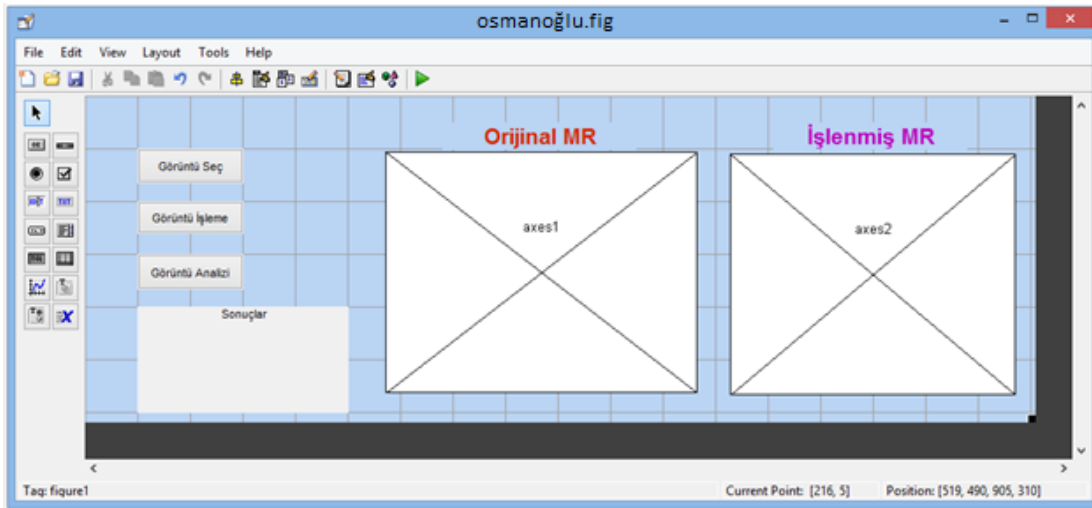 osmanoğlu.fig
File Edit View Layout Tools Help
Orijinal MR
İşlenmiş MR
Görüntü Seç
Görüntü İşleme
Görüntü Analizi
Sonuçlar
axes1
axes2
Tag: figure1
Current Point: [216, 5]
Position: [519, 490, 905, 310]